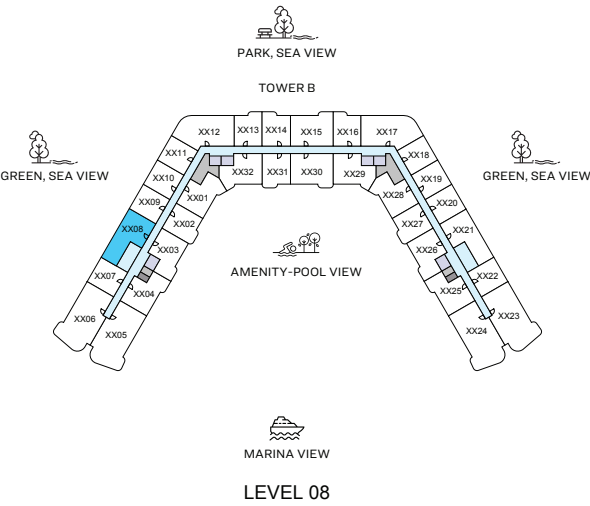 PARK, SEA VIEW
TOWER B
XX12
XX13
XX14
XX15
XX16
XX17
XX11
XX18
XX32
XX31
XX30
XX29
GREEN, SEA VIEW
GREEN, SEA VIEW
XX10
XX19
XX01
XX28
XX09
XX20
XX02
XX27
XX08
XX21
XX03
XX26
AMENITY-POOL VIEW
XX07
XX22
XX04
XX25
XX06
XX23
XX05
XX24
MARINA VIEW
LEVEL 08